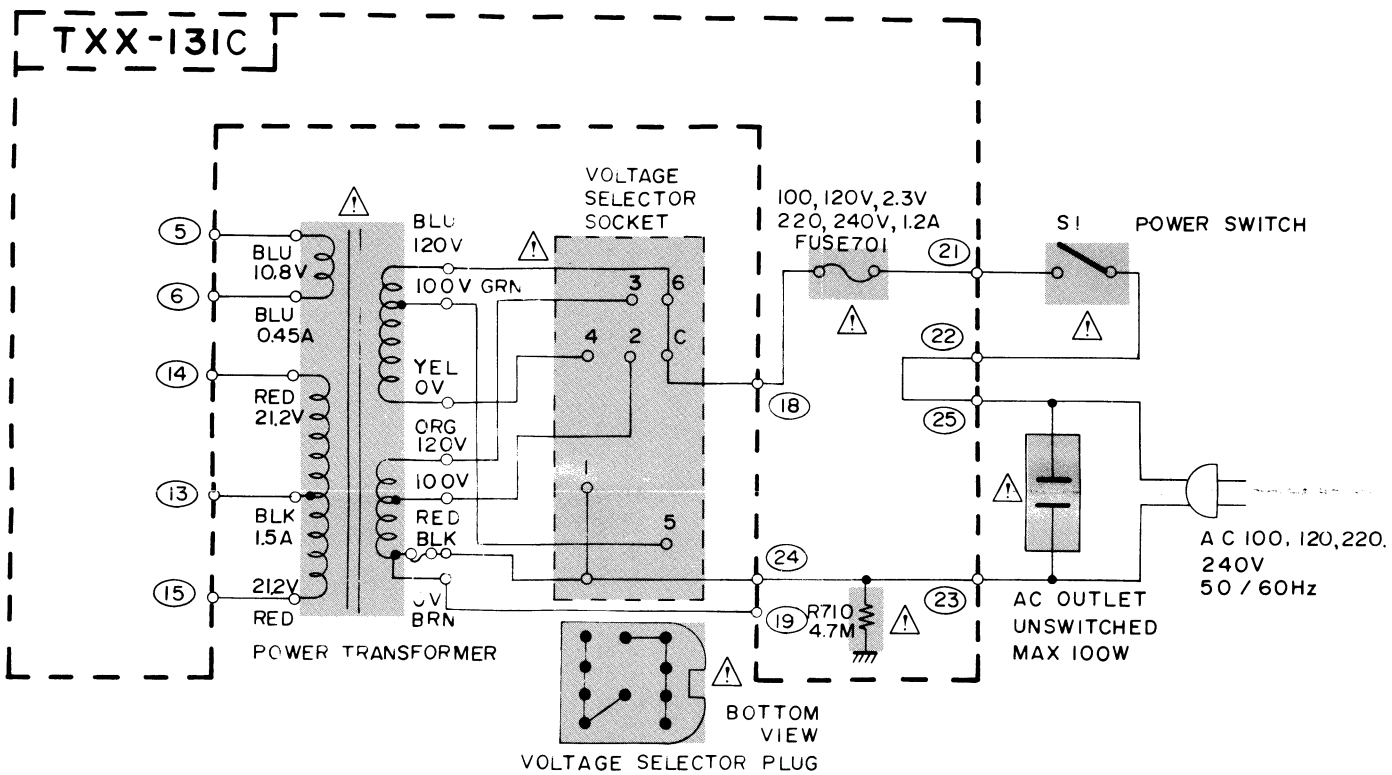 TXX-131C
VOLTAGE
SELECTOR
SOCKET
100, 120V, 2.3V
220, 240V, 1.2A
FUSE701
S1
POWER SWITCH
BLU
120V
100V GRN
YEL
0V
ORG
120V
100V
RED
BLK
0V
BRN
5
BLU
10.8V
6
BLU
0.45A
14
RED
21.2V
13
BLK
1.5A
15
21.2V
RED
POWER TRANSFORMER
3
6
4
2
C
1
5
18
21
22
25
24
19
23
R710
4.7M
AC OUTLET
UNSWITCHED
MAX 100W
AC 100, 120, 220.
240V
50/60Hz
BOTTOM
VIEW
VOLTAGE SELECTOR PLUG